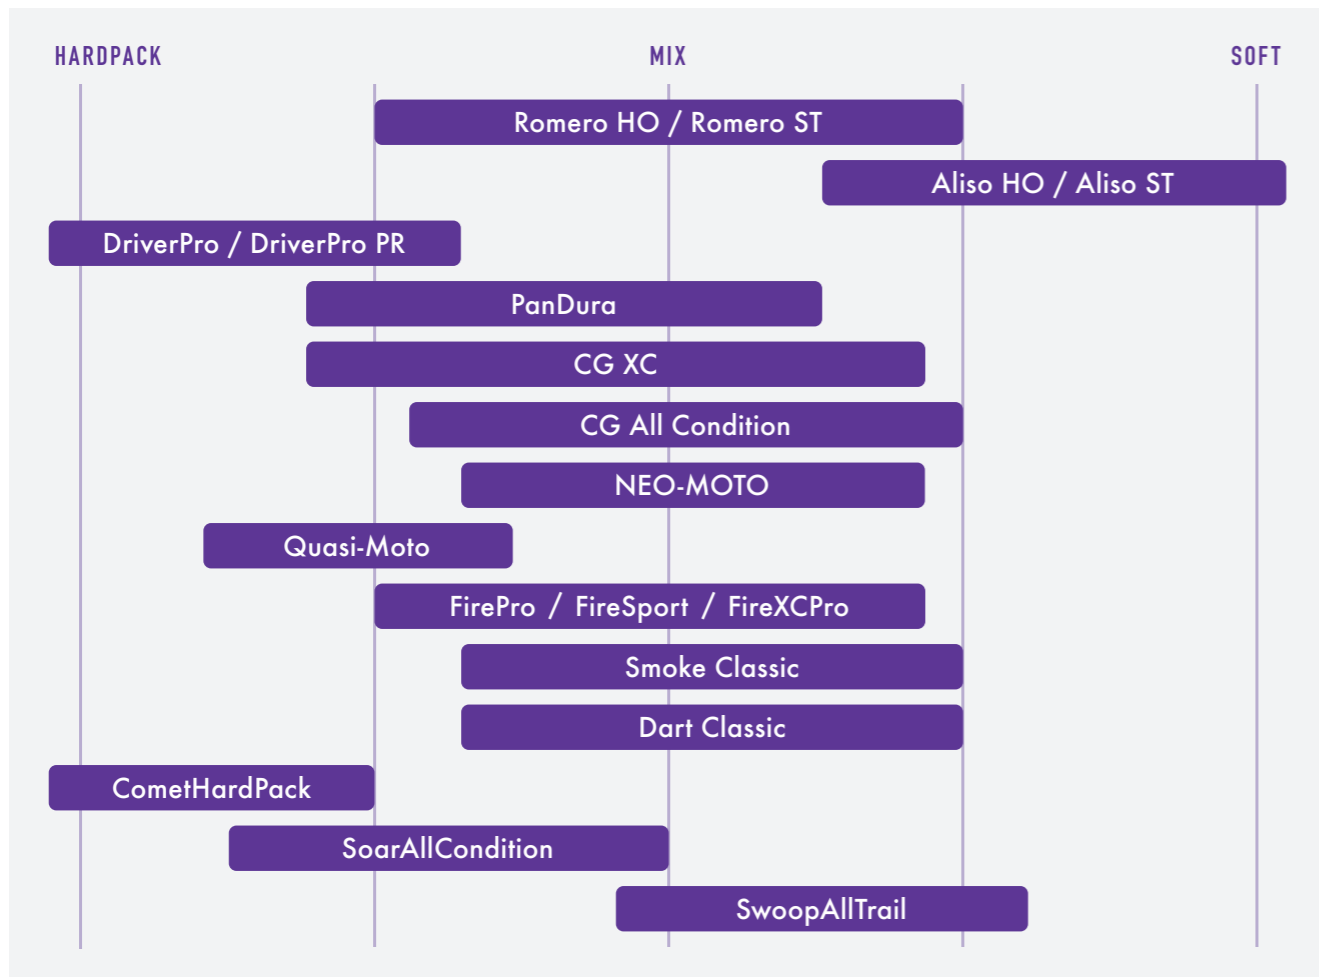 HARDPACK MIX SOFT
Romero HO / Romero ST
Aliso HO / Aliso ST
DriverPro / DriverPro PR
PanDura
CG XC
CG All Condition
NEO-MOTO
Quasi-Moto
FirePro / FireSport / FireXCPro
Smoke Classic
Dart Classic
CometHardPack
SoarAllCondition
SwoopAllTrail